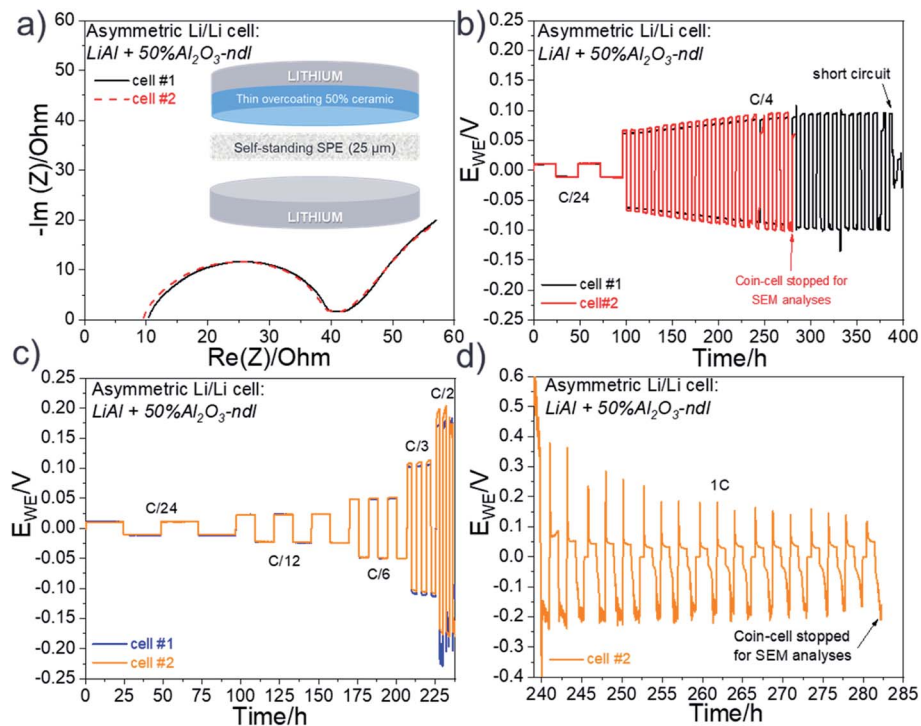 a)
Asymmetric Li/Li cell:
LiAl + 50%Al₂O₃-ndl
cell #1
cell #2
LITHIUM
Thin overcoating 50% ceramic
Self-standing SPE (25 µm)
LITHIUM
-Im (Z)/Ohm
60
50
40
30
20
10
0
0 10 20 30 40 50 60
Re(Z)/Ohm
b)
Asymmetric Li/Li cell:
LiAl + 50%Al₂O₃-ndl
short circuit
C/4
C/24
Coin-cell stopped for
SEM analyses
cell #1
cell#2
E_WE/V
0.25
0.20
0.15
0.10
0.05
0.00
-0.05
-0.10
-0.15
-0.20
-0.25
0 50 100 150 200 250 300 350 400
Time/h
c)
Asymmetric Li/Li cell:
LiAl + 50%Al₂O₃-ndl
C/2
C/3
C/24
C/12
C/6
cell #1
cell #2
E_WE/V
0.25
0.20
0.15
0.10
0.05
0.00
-0.05
-0.10
-0.15
-0.20
-0.25
0 25 50 75 100 125 150 175 200 225
Time/h
d)
Asymmetric Li/Li cell:
LiAl + 50%Al₂O₃-ndl
1C
Coin-cell stopped
for SEM analyses
cell #2
E_WE/V
0.6
0.5
0.4
0.3
0.2
0.1
0.0
-0.1
-0.2
-0.3
-0.4
240 245 250 255 260 265 270 275 280 285
Time/h